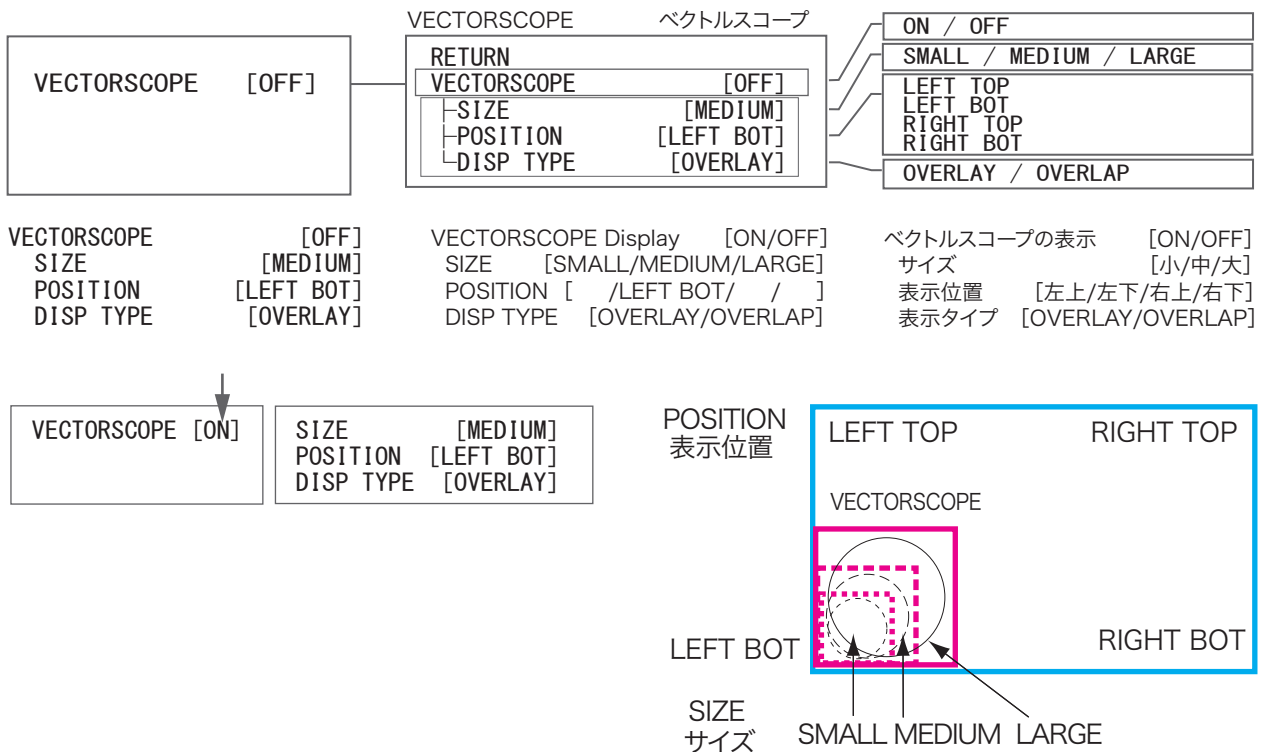 VECTORSCOPE [OFF]
VECTORSCOPE ベクトルスコープ
RETURN
VECTORSCOPE [OFF]
├SIZE [MEDIUM]
├POSITION [LEFT BOT]
└DISP TYPE [OVERLAY]
ON / OFF
SMALL / MEDIUM / LARGE
LEFT TOP
LEFT BOT
RIGHT TOP
RIGHT BOT
OVERLAY / OVERLAP
VECTORSCOPE [OFF]
SIZE [MEDIUM]
POSITION [LEFT BOT]
DISP TYPE [OVERLAY]
VECTORSCOPE Display [ON/OFF]
SIZE [SMALL/MEDIUM/LARGE]
POSITION [ /LEFT BOT/ / ]
DISP TYPE [OVERLAY/OVERLAP]
ベクトルスコープの表示 [ON/OFF]
サイズ [小/中/大]
表示位置 [左上/左下/右上/右下]
表示タイプ [OVERLAY/OVERLAP]
VECTORSCOPE [ON]
SIZE [MEDIUM]
POSITION [LEFT BOT]
DISP TYPE [OVERLAY]
POSITION
表示位置
LEFT TOP RIGHT TOP
VECTORSCOPE
LEFT BOT RIGHT BOT
SIZE
サイズ
SMALL MEDIUM LARGE